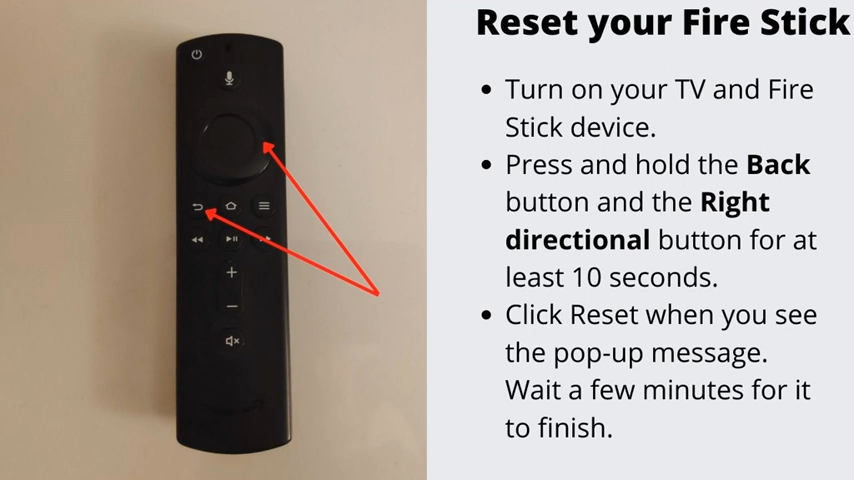 Reset your Fire Stick
• Turn on your TV and Fire
Stick device.
• Press and hold the Back
button and the Right
directional button for at
least 10 seconds.
• Click Reset when you see
the pop-up message.
Wait a few minutes for it
to finish.